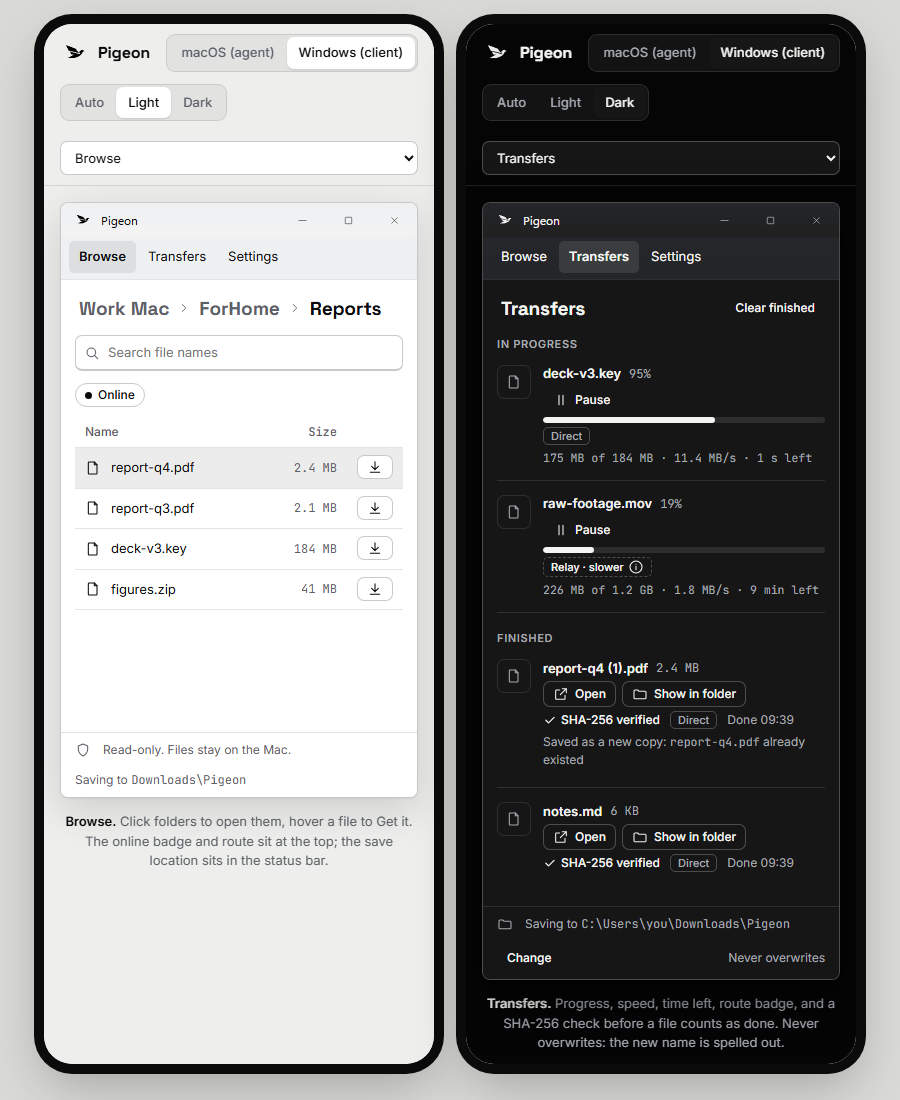 Pigeon
macOS (agent) Windows (client)
Auto Light Dark
Browse
Pigeon
Browse Transfers Settings
Work Mac ForHome Reports
Search file names
Online
Name Size
report-q4.pdf 2.4 MB
report-q3.pdf 2.1 MB
deck-v3.key 184 MB
figures.zip 41 MB
Read-only. Files stay on the Mac.
Saving to Downloads\Pigeon
Browse. Click folders to open them, hover a file to Get it.
The online badge and route sit at the top; the save
location sits in the status bar.
Pigeon
macOS (agent) Windows (client)
Auto Light Dark
Transfers
Pigeon
Browse Transfers Settings
Transfers Clear finished
IN PROGRESS
deck-v3.key 95%
Pause
Direct
175 MB of 184 MB · 11.4 MB/s · 1 s left
raw-footage.mov 19%
Pause
Relay · slower
226 MB of 1.2 GB · 1.8 MB/s · 9 min left
FINISHED
report-q4 (1).pdf 2.4 MB
Open Show in folder
SHA-256 verified Direct Done 09:39
Saved as a new copy: report-q4.pdf already
existed
notes.md 6 KB
Open Show in folder
SHA-256 verified Direct Done 09:39
Saving to C:\Users\you\Downloads\Pigeon
Change Never overwrites
Transfers. Progress, speed, time left, route badge, and a
SHA-256 check before a file counts as done. Never
overwrites: the new name is spelled out.